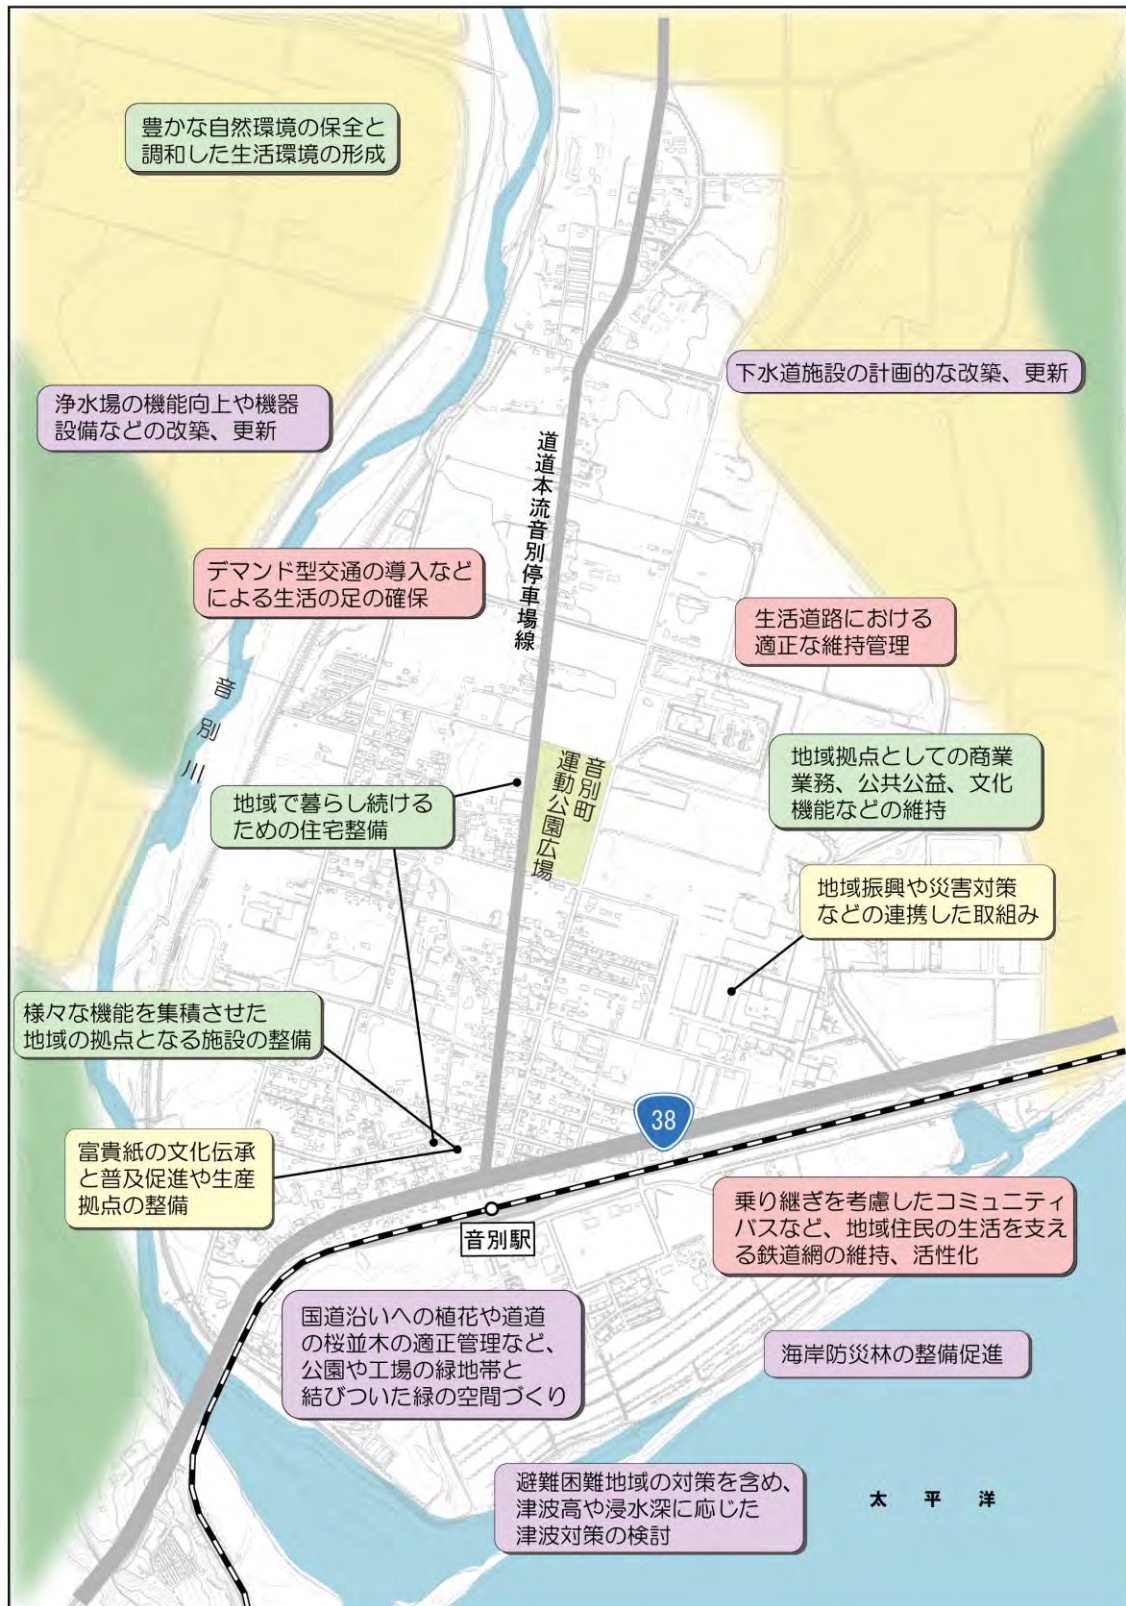 豊かな自然環境の保全と
調和した生活環境の形成
下水道施設の計画的な改築、更新
浄水場の機能向上や機器
設備などの改築、更新
道道本流音別停車場線
デマンド型交通の導入など
による生活の足の確保
生活道路における
適正な維持管理
音別川
音別町
運動公園広場
地域拠点としての商業
業務、公共公益、文化
機能などの維持
地域で暮らし続ける
ための住宅整備
地域振興や災害対策
などの連携した取組み
様々な機能を集積させた
地域の拠点となる施設の整備
38
富貴紙の文化伝承
と普及促進や生産
拠点の整備
音別駅
乗り継ぎを考慮したコミュニティ
バスなど、地域住民の生活を支え
る鉄道網の維持、活性化
国道沿いへの植花や道道
の桜並木の適正管理など、
公園や工場の緑地帯と
結びついた緑の空間づくり
海岸防災林の整備促進
避難困難地域の対策を含め、
津波高や浸水深に応じた
津波対策の検討
太平洋